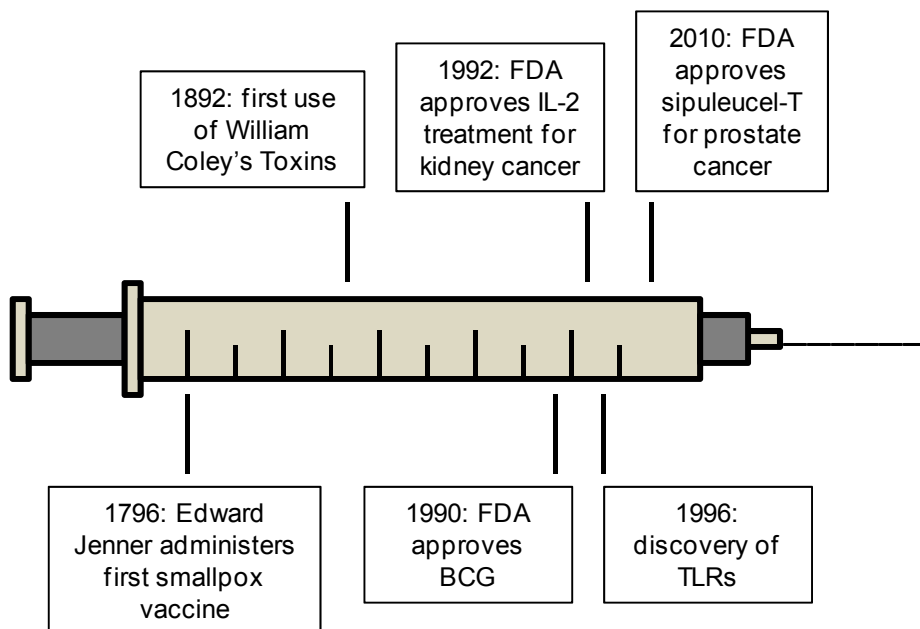 1892: first use
of William
Coley's Toxins
1992: FDA
approves IL-2
treatment for
kidney cancer
2010: FDA
approves
sipuleucel-T
for prostate
cancer
1796: Edward
Jenner administers
first smallpox
vaccine
1990: FDA
approves
BCG
1996:
discovery of
TLRs